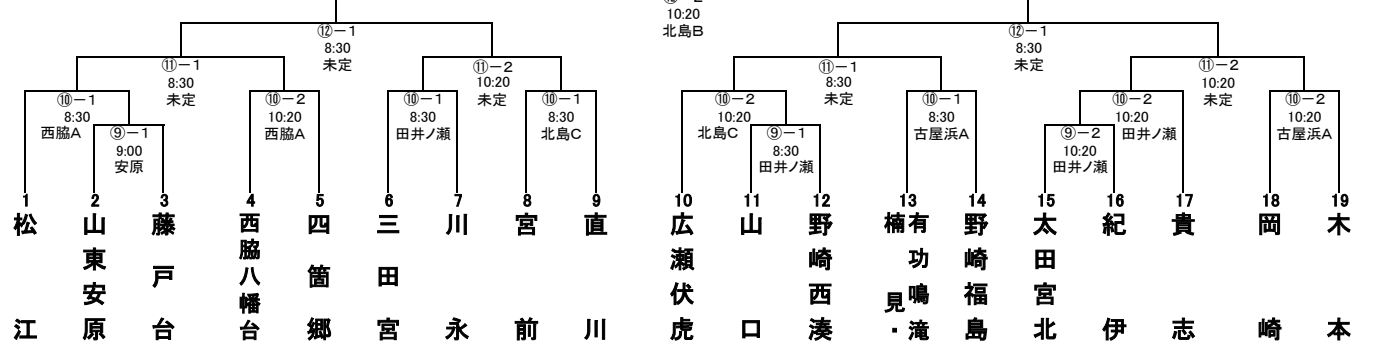 ⑩－2
10:20
北島B
⑫－1
8:30
未定
⑫－1
8:30
未定
⑪－1
8:30
未定
⑪－2
10:20
未定
⑪－1
8:30
未定
⑪－2
10:20
未定
⑩－1
8:30
西脇A
⑩－2
10:20
西脇A
⑩－1
8:30
田井ノ瀬
⑩－1
8:30
北島C
⑩－2
10:20
北島C
⑩－1
8:30
古屋浜A
⑩－2
10:20
田井ノ瀬
⑩－2
10:20
古屋浜A
⑨－1
9:00
安原
⑨－1
8:30
田井ノ瀬
⑨－2
10:20
田井ノ瀬
1 2 3 4 5 6 7 8 9 10 11 12 13 14 15 16 17 18 19
松江
山東安原
藤戸台
西脇八幡台
四箇郷
三田宮
川永
宮前
直川
広瀬伏虎
山口
野崎西湊
有功鳴滝・
楠見
野崎福島
太田宮北
紀伊
貴志
岡崎
木本